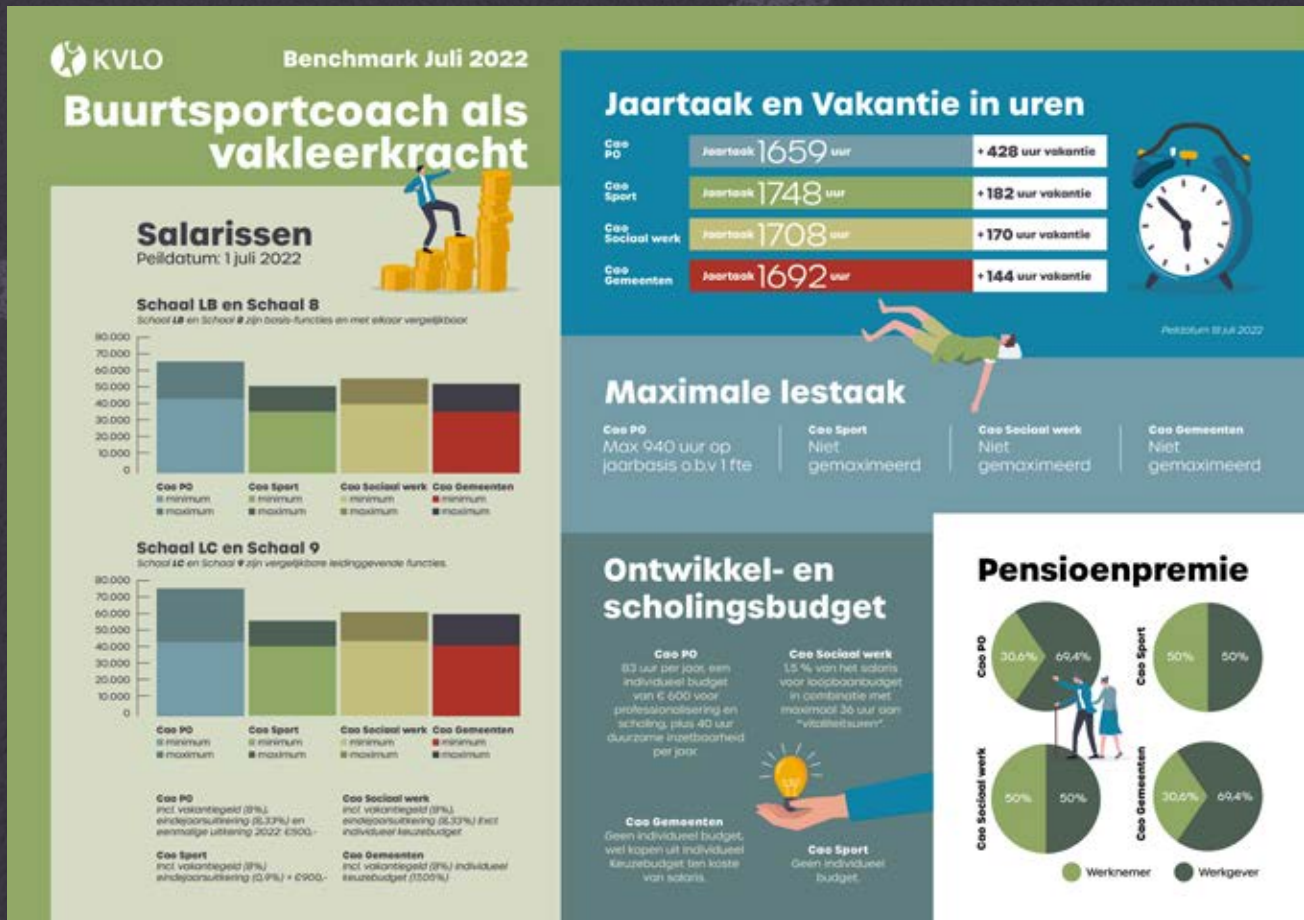 KVLO
Benchmark Juli 2022
Buurtsportcoach als
vakleerkracht
Salarissen
Peildatum: 1 juli 2022
Schaal LB en Schaal 8
Schaal LB en Schaal 8 zijn basis-functies en met elkaar vergelijkbaar.
80.000
70.000
60.000
50.000
40.000
30.000
20.000
10.000
0
Cao PO
minimum
maximum
Cao Sport
minimum
maximum
Cao Sociaal werk
minimum
maximum
Cao Gemeenten
minimum
maximum
Schaal LC en Schaal 9
Schaal LC en Schaal 9 zijn vergelijkbare leidinggevende functies.
80.000
70.000
60.000
50.000
40.000
30.000
20.000
10.000
0
Cao PO
minimum
maximum
Cao Sport
minimum
maximum
Cao Sociaal werk
minimum
maximum
Cao Gemeenten
minimum
maximum
Cao PO
incl. vakantiegeld (8%),
eindejaarsuitkering (8,33%) en
eenmalige uitkering 2022: €500,-
Cao Sociaal werk
incl. vakantiegeld (8%),
eindejaarsuitkering (8,33%) Excl.
individueel keuzebudget
Cao Sport
incl. vakantiegeld (8%)
eindejaarsuitkering (0,9%) + €900,-
Cao Gemeenten
incl. vakantiegeld (8%) individueel
keuzebudget (17,05%)
Jaartaak en Vakantie in uren
Cao
PO
Jaartaak 1659 uur
+ 428 uur vakantie
Cao
Sport
Jaartaak 1748 uur
+ 182 uur vakantie
Cao
Sociaal werk
Jaartaak 1708 uur
+ 170 uur vakantie
Cao
Gemeenten
Jaartaak 1692 uur
+ 144 uur vakantie
Peildatum 18 juli 2022
Maximale lestaak
Cao PO
Max 940 uur op
jaarbasis o.b.v 1 fte
Cao Sport
Niet
gemaximeerd
Cao Sociaal werk
Niet
gemaximeerd
Cao Gemeenten
Niet
gemaximeerd
Ontwikkel- en
scholingsbudget
Cao PO
83 uur per jaar, een
individueel budget
van € 600 voor
professionalisering en
scholing, plus 40 uur
duurzame inzetbaarheid
per jaar.
Cao Sociaal werk
1,5 % van het salaris
voor loopbaanbudget
in combinatie met
maximaal 36 uur aan
"vitaliteitsuren".
Cao Gemeenten
Geen individueel budget,
wel kopen uit Individueel
Keuzebudget ten koste
van salaris.
Cao Sport
Geen individueel
budget.
Pensioenpremie
Cao PO
30,6%
69,4%
Cao Sport
50%
50%
Cao Sociaal werk
50%
50%
Cao Gemeenten
30,6%
69,4%
Werknemer
Werkgever